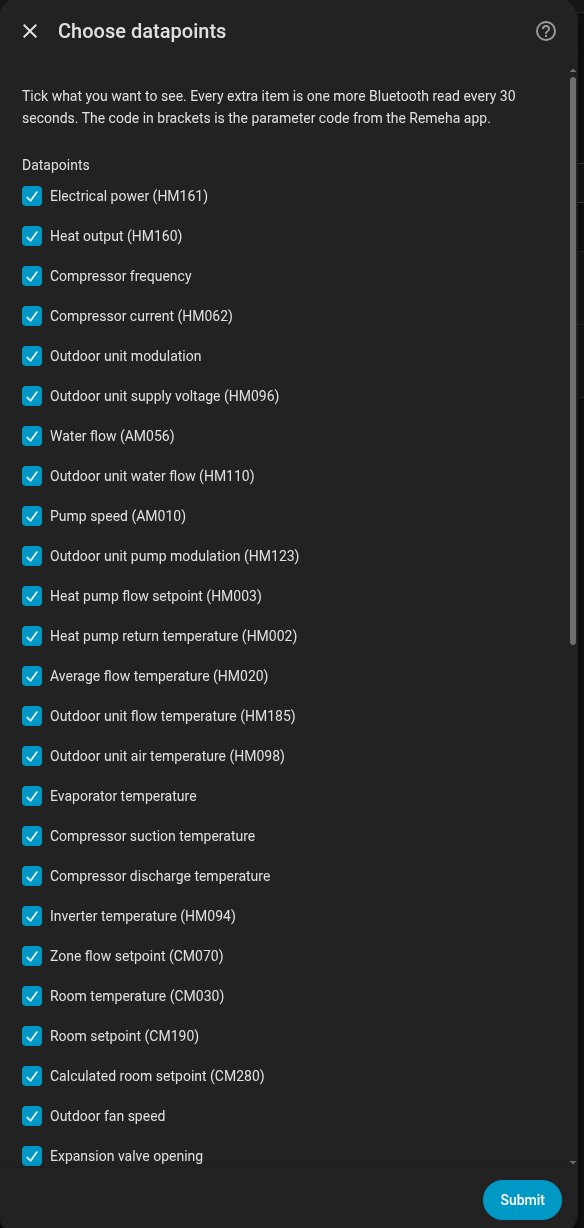 Choose datapoints
Tick what you want to see. Every extra item is one more Bluetooth read every 30
seconds. The code in brackets is the parameter code from the Remeha app.
Datapoints
Electrical power (HM161)
Heat output (HM160)
Compressor frequency
Compressor current (HM062)
Outdoor unit modulation
Outdoor unit supply voltage (HM096)
Water flow (AM056)
Outdoor unit water flow (HM110)
Pump speed (AM010)
Outdoor unit pump modulation (HM123)
Heat pump flow setpoint (HM003)
Heat pump return temperature (HM002)
Average flow temperature (HM020)
Outdoor unit flow temperature (HM185)
Outdoor unit air temperature (HM098)
Evaporator temperature
Compressor suction temperature
Compressor discharge temperature
Inverter temperature (HM094)
Zone flow setpoint (CM070)
Room temperature (CM030)
Room setpoint (CM190)
Calculated room setpoint (CM280)
Outdoor fan speed
Expansion valve opening
Submit